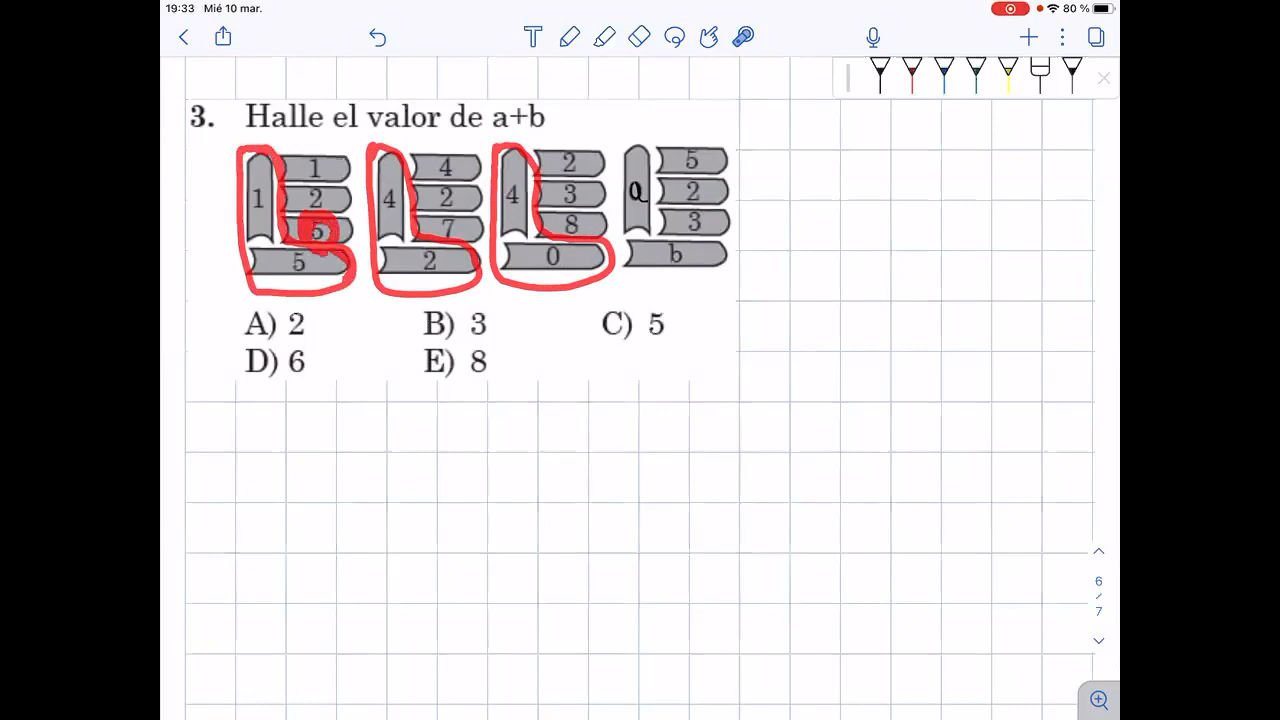 19:33 Mié 10 mar. 80 %
T
3. Halle el valor de a+b
1 1 2 5 5
4 4 2 7 2
4 2 3 8 0
a 5 2 3 b
A) 2 B) 3 C) 5
D) 6 E) 8
6
/
7